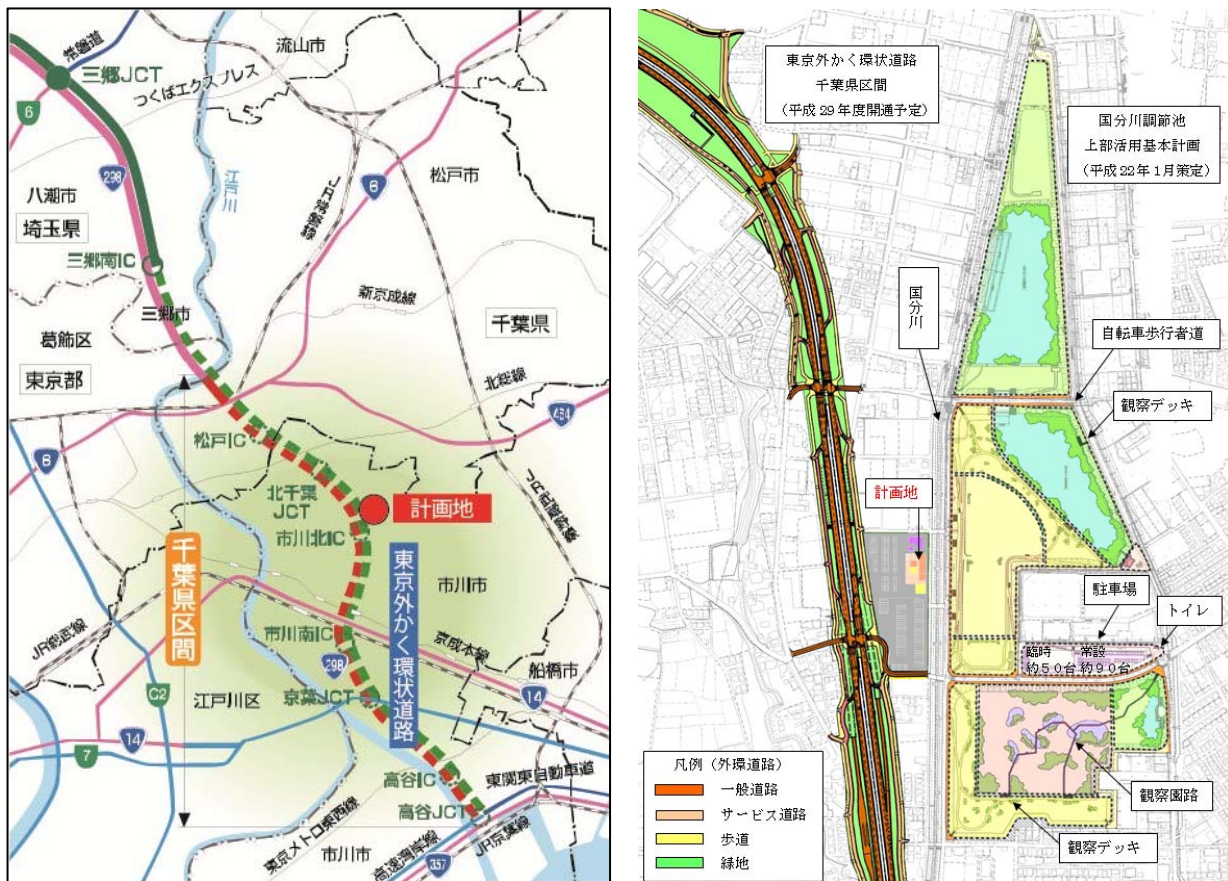 常磐道
流山市
三郷JCT
つくばエクスプレス
6
298
江戸川
JR常磐線
6
松戸市
八潮市
埼玉県
三郷南IC
三郷市
新京成線
千葉県
葛飾区
東京都
北総線
464
松戸IC
6
JR武蔵野線
北千葉
JCT
計画地
市川北IC
千葉県区間
東京外かく環状道路
市川市
JR総武線
市川南IC
京成本線
298
船橋市
C2
江戸川区
京葉JCT
14
14
7
高谷IC
東関東自動車道
高谷JCT
東京メトロ東西線
市川市
高速湾岸線
JR京葉線
357
東京外かく環状道路
千葉県区間
(平成29年度開通予定)
国分川調節池
上部活用基本計画
(平成22年1月策定)
国分川
自転車歩行者道
観察デッキ
計画地
駐車場
トイレ
臨時 常設
約50台 約90台
凡例(外環道路)
一般道路
サービス道路
歩道
緑地
観察園路
観察デッキ